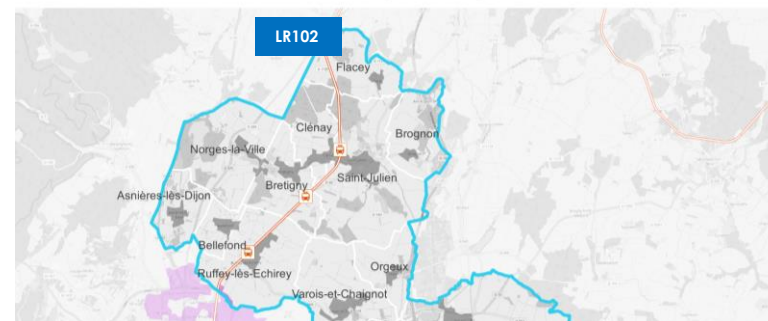 LR102
Flacey
Clénay
Brognon
Norges-la-Ville
Saint-Julien
Bretigny
Asnières-lès-Dijon
Bellefond
Orgeux
Ruffey-lès-Echirey
Varois-et-Chaignot